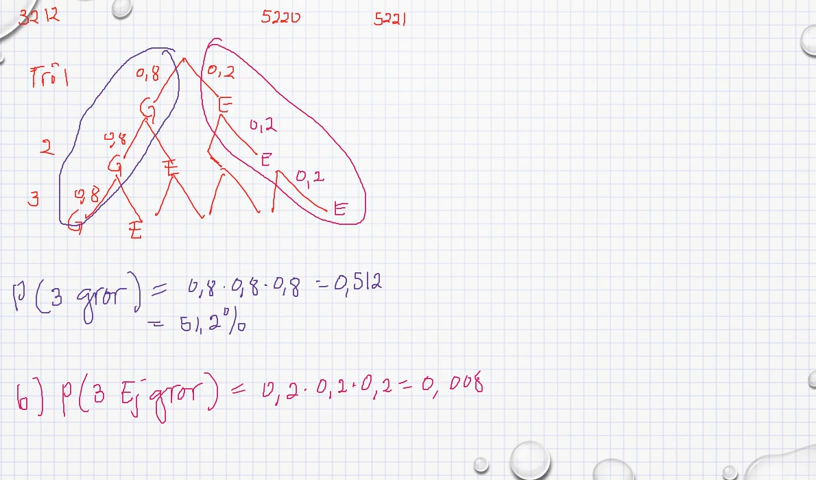 3212 5220 5221
Frö 1 0,8 0,2
G E
2 0,8 0,2
G E E
3 0,8 0,2
G E E
P(3 gror) = 0,8 · 0,8 · 0,8 = 0,512
= 51,2%
b) P(3 Ej gror) = 0,2 · 0,2 · 0,2 = 0,008